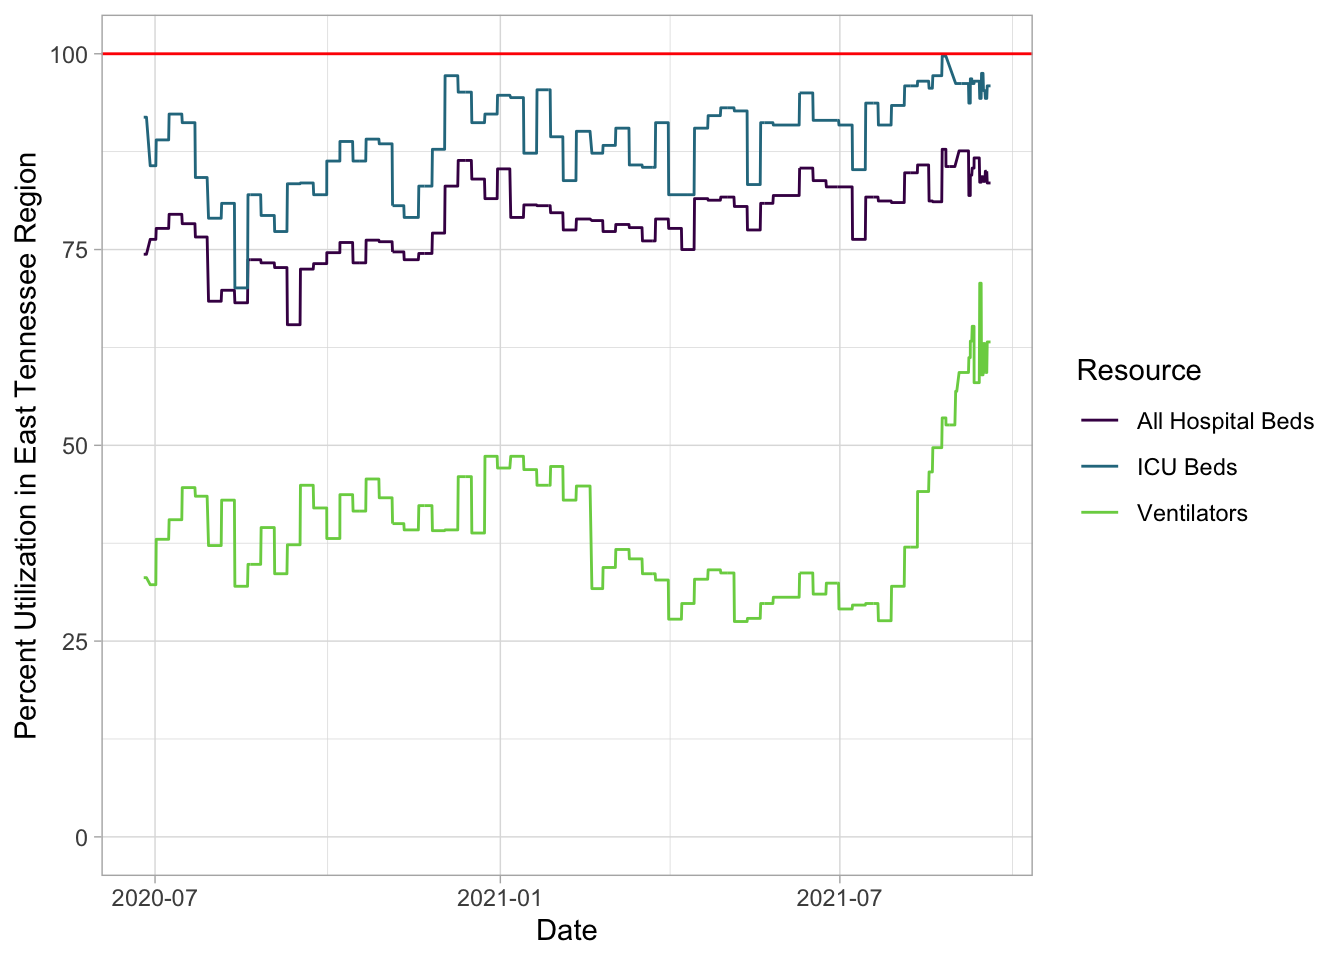 Percent Utilization in East Tennessee Region
100
75
50
25
0
2020-07
2021-01
2021-07
Date
Resource
All Hospital Beds
ICU Beds
Ventilators